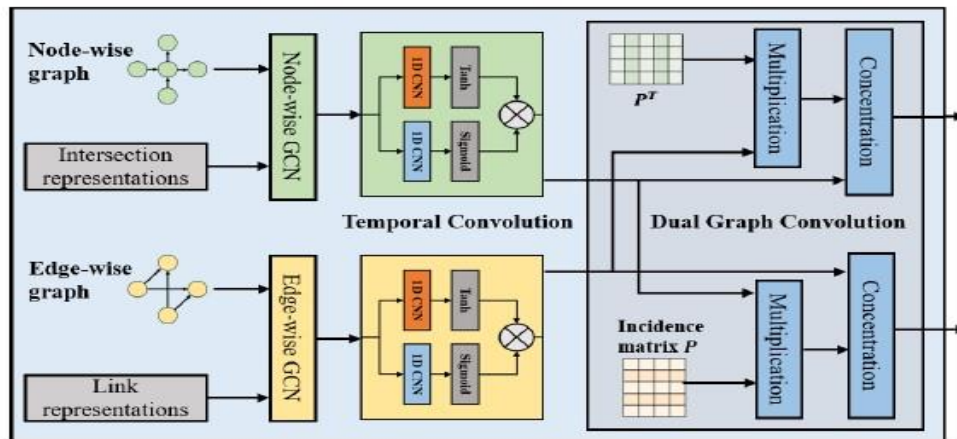 Node-wise
graph
Intersection
representations
Node-wise GCN
1D CNN
Tanh
1D CNN
Sigmoid
Temporal Convolution
Pᵀ
Multiplication
Concentration
Dual Graph Convolution
Edge-wise
graph
Link
representations
Edge-wise GCN
1D CNN
Tanh
1D CNN
Sigmoid
Incidence
matrix P
Multiplication
Concentration